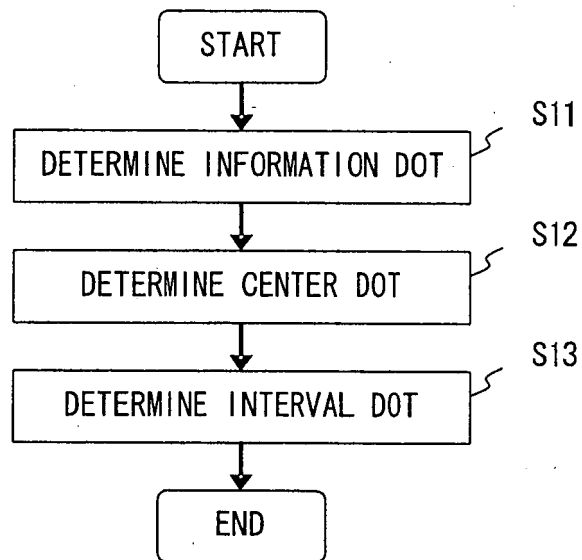 START
S11
DETERMINE INFORMATION DOT
S12
DETERMINE CENTER DOT
S13
DETERMINE INTERVAL DOT
END